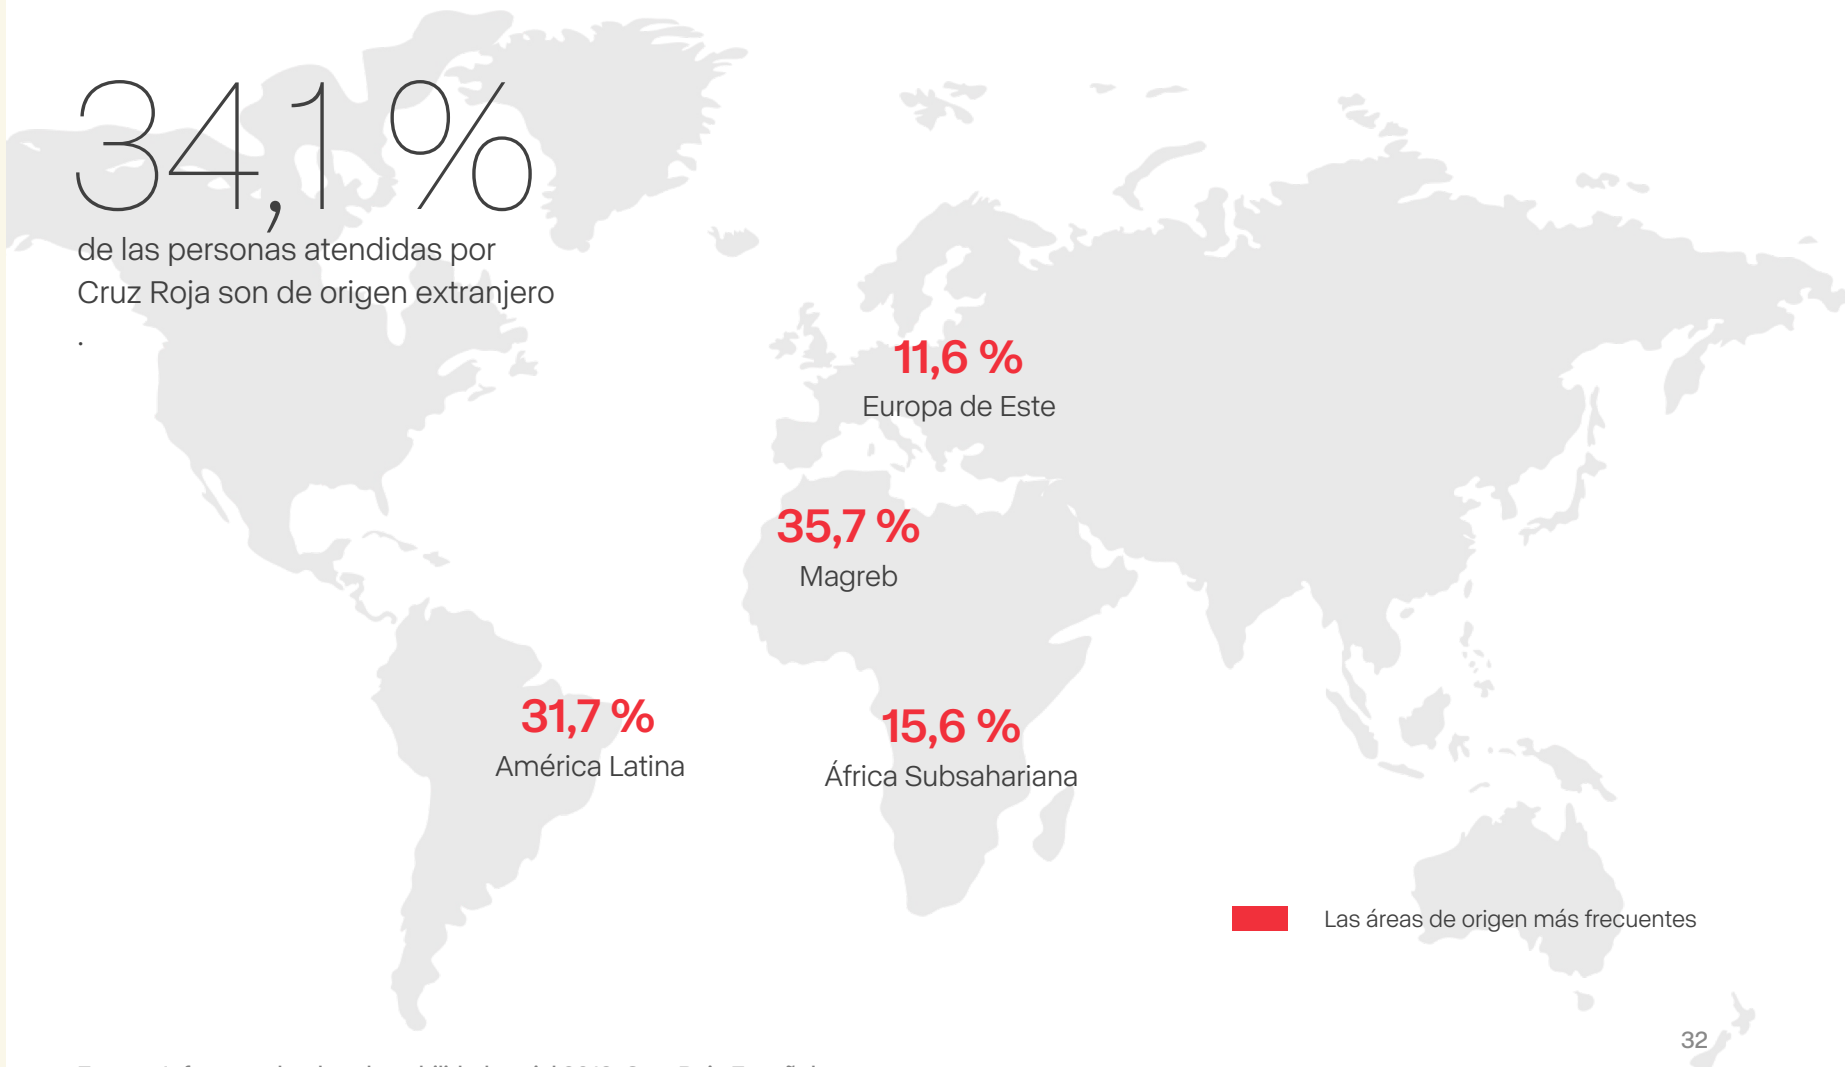 34,1 %
de las personas atendidas por
Cruz Roja son de origen extranjero
.
11,6 %
Europa de Este
35,7 %
Magreb
31,7 %
América Latina
15,6 %
África Subsahariana
Las áreas de origen más frecuentes
32